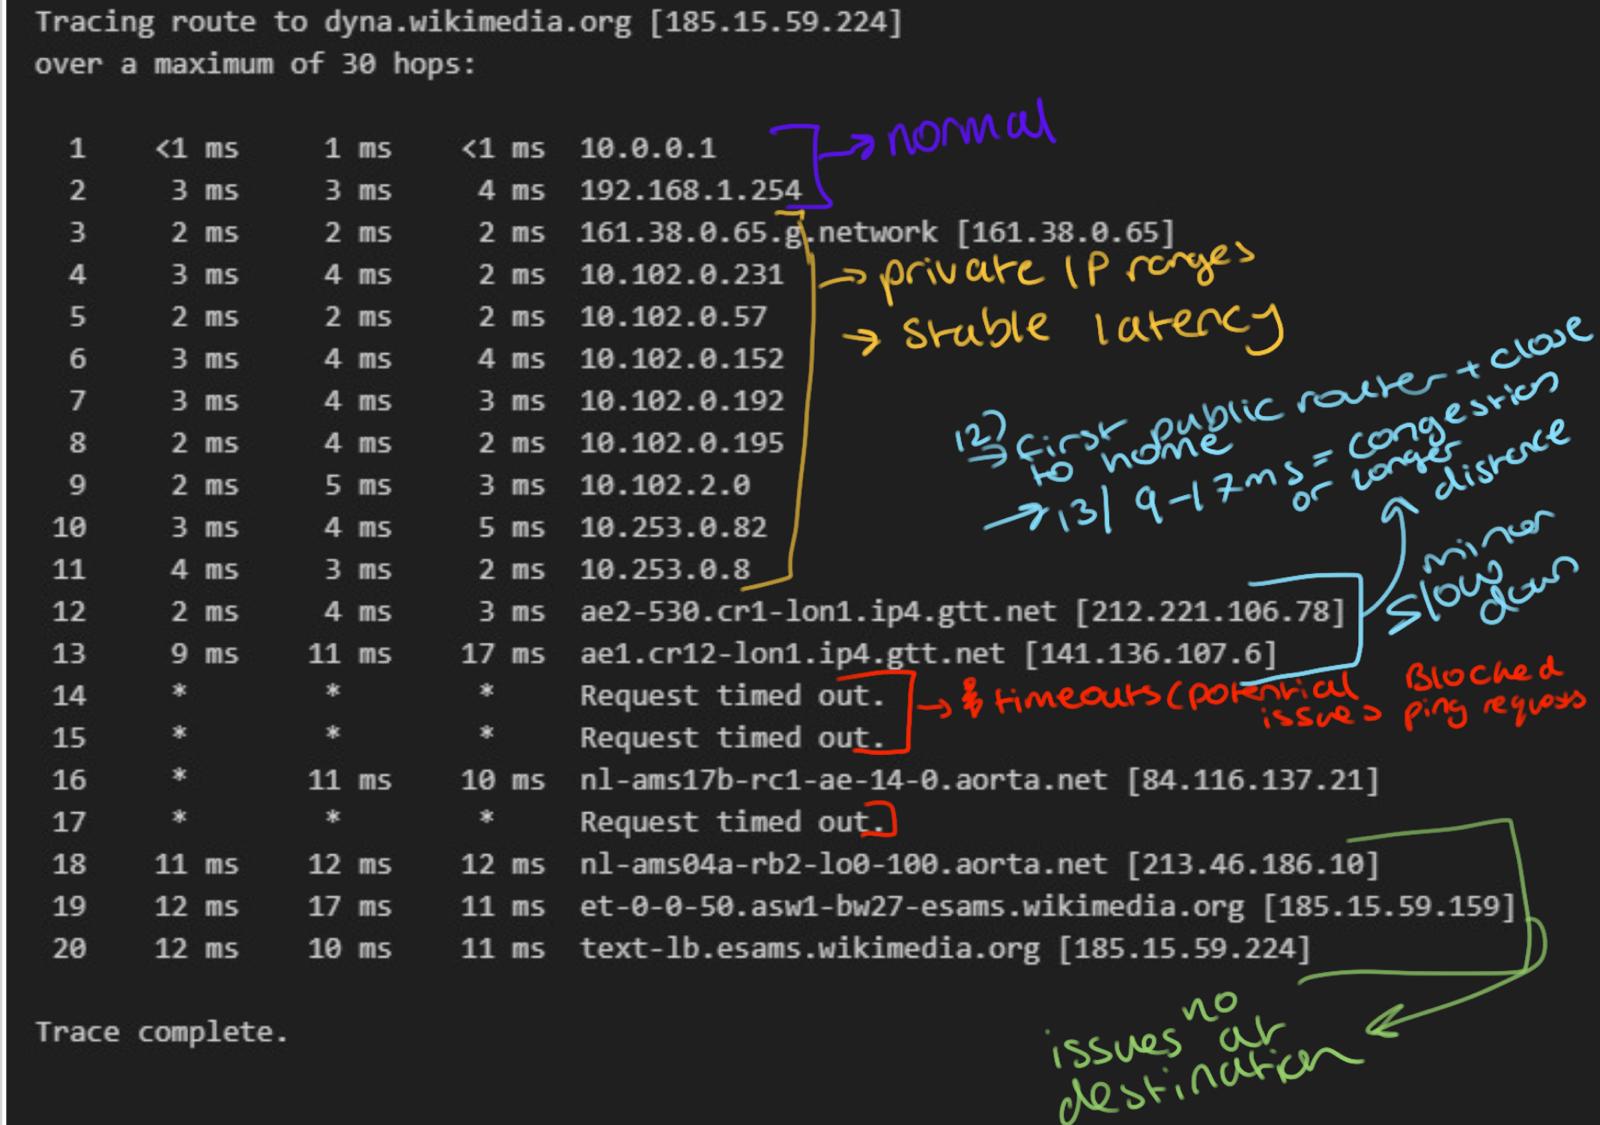 Tracing route to dyna.wikimedia.org [185.15.59.224]
over a maximum of 30 hops:
1 <1 ms 1 ms <1 ms 10.0.0.1
2 3 ms 3 ms 4 ms 192.168.1.254
→ normal
3 2 ms 2 ms 2 ms 161.38.0.65.g.network [161.38.0.65]
4 3 ms 4 ms 2 ms 10.102.0.231
→ private IP ranges
5 2 ms 2 ms 2 ms 10.102.0.57
→ stable latency
6 3 ms 4 ms 4 ms 10.102.0.152
7 3 ms 4 ms 3 ms 10.102.0.192
8 2 ms 4 ms 2 ms 10.102.0.195
9 2 ms 5 ms 3 ms 10.102.2.0
10 3 ms 4 ms 5 ms 10.253.0.82
11 4 ms 3 ms 2 ms 10.253.0.8
12) → first public router + close
to home
→ 13) 9-17ms = congestion
or longer
distance
minor
slow
down
12 2 ms 4 ms 3 ms ae2-530.cr1-lon1.ip4.gtt.net [212.221.106.78]
13 9 ms 11 ms 17 ms ae1.cr12-lon1.ip4.gtt.net [141.136.107.6]
14 * * * Request timed out.
15 * * * Request timed out.
→ timeouts (potential
issues
Blocked
ping requests
16 * 11 ms 10 ms nl-ams17b-rc1-ae-14-0.aorta.net [84.116.137.21]
17 * * * Request timed out.
18 11 ms 12 ms 12 ms nl-ams04a-rb2-lo0-100.aorta.net [213.46.186.10]
19 12 ms 17 ms 11 ms et-0-0-50.asw1-bw27-esams.wikimedia.org [185.15.59.159]
20 12 ms 10 ms 11 ms text-lb.esams.wikimedia.org [185.15.59.224]
no
issues at
destination
Trace complete.